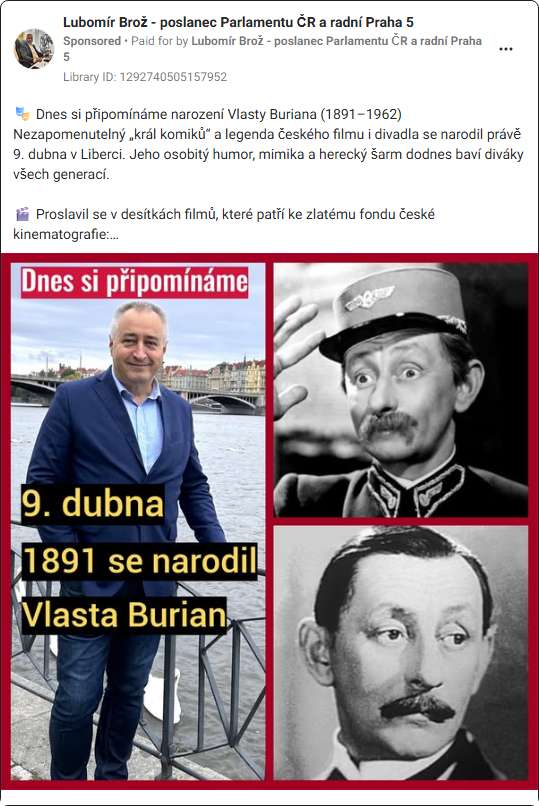 Lubomír Brož - poslanec Parlamentu ČR a radní Praha 5
Sponsored • Paid for by Lubomír Brož - poslanec Parlamentu ČR a radní Praha
5
Library ID: 1292740505157952
🎭 Dnes si připomínáme narození Vlasty Buriana (1891–1962)
Nezapomenutelný „král komiků“ a legenda českého filmu i divadla se narodil právě
9. dubna v Liberci. Jeho osobitý humor, mimika a herecký šarm dodnes baví diváky
všech generací.
🎬 Proslavil se v desítkách filmů, které patří ke zlatému fondu české
kinematografie:...
Dnes si připomínáme
9. dubna
1891 se narodil
Vlasta Burian